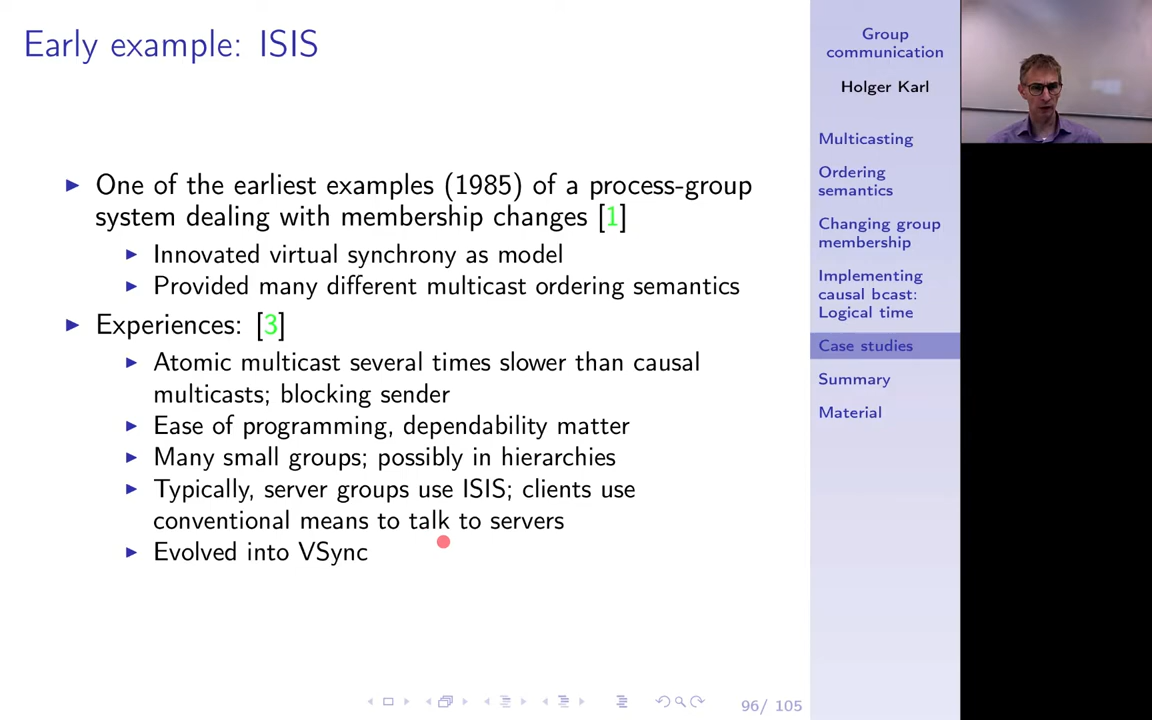 Early example: ISIS
One of the earliest examples (1985) of a process-group
system dealing with membership changes [1]
Innovated virtual synchrony as model
Provided many different multicast ordering semantics
Experiences: [3]
Atomic multicast several times slower than causal
multicasts; blocking sender
Ease of programming, dependability matter
Many small groups; possibly in hierarchies
Typically, server groups use ISIS; clients use
conventional means to talk to servers
Evolved into VSync
Group
communication
Holger Karl
Multicasting
Ordering
semantics
Changing group
membership
Implementing
causal bcast:
Logical time
Case studies
Summary
Material
96/ 105